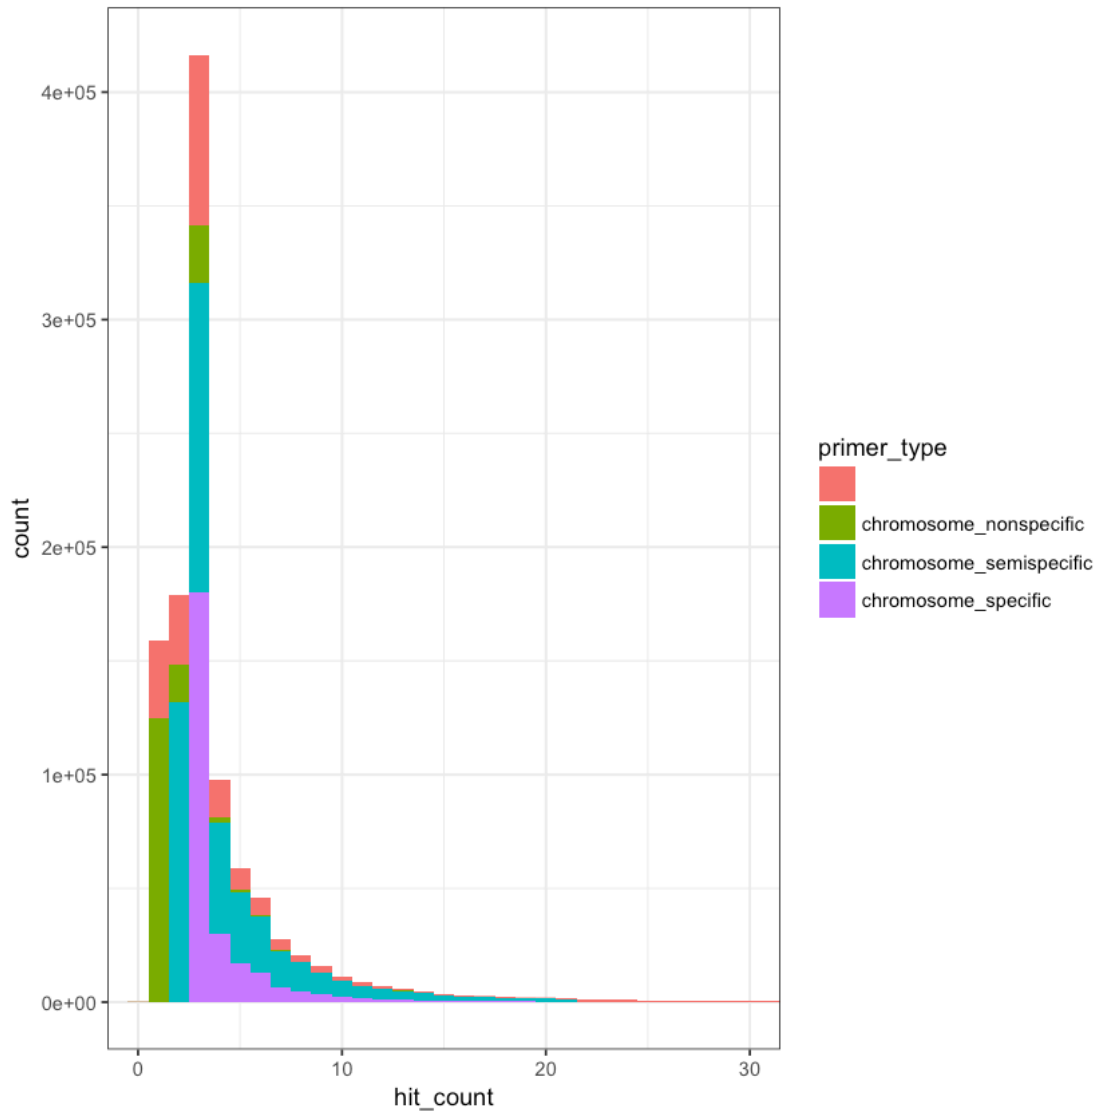 4e+05
3e+05
2e+05
1e+05
0e+00
count
0
10
20
30
hit_count
primer_type
chromosome_nonspecific
chromosome_semispecific
chromosome_specific